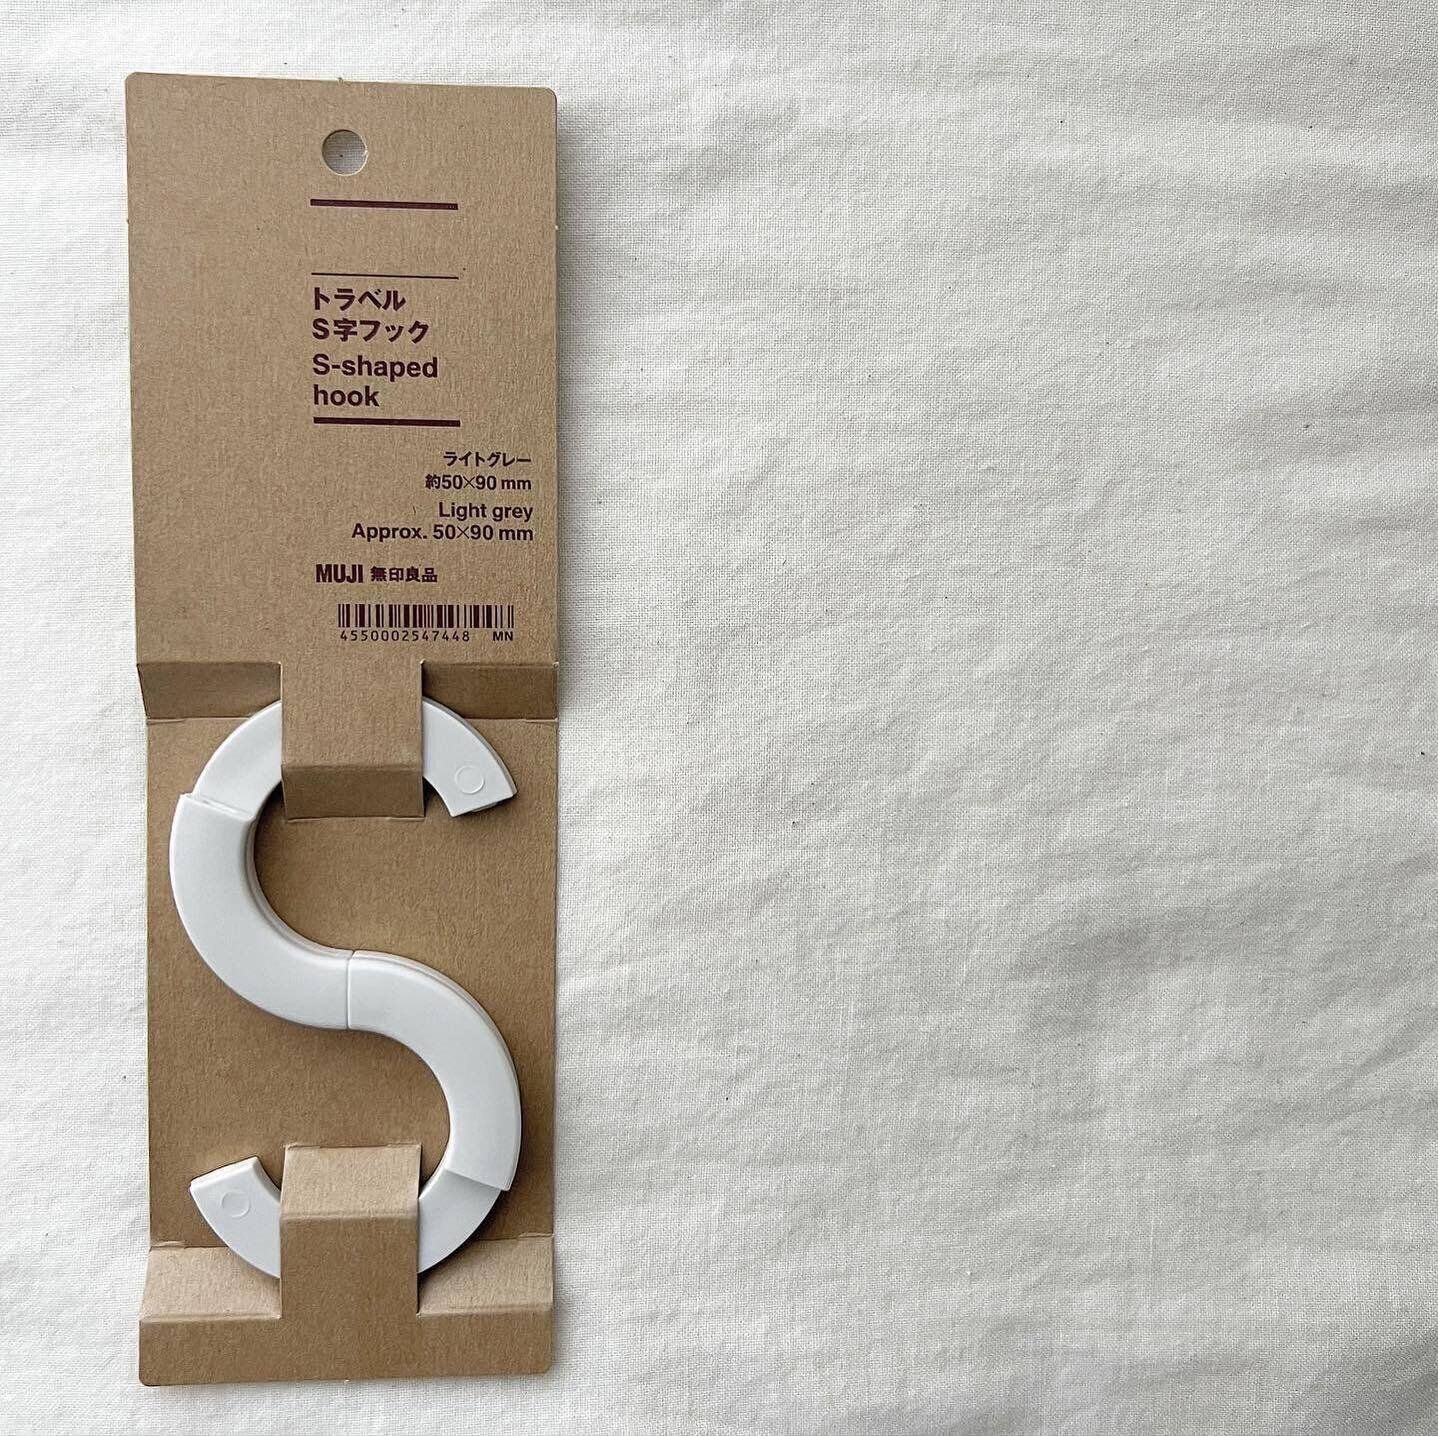 トラベル
S字フック
S-shaped
hook
ライトグレー
約50×90 mm
Light grey
Approx. 50×90 mm
MUJI 無印良品
4550002547448 MN